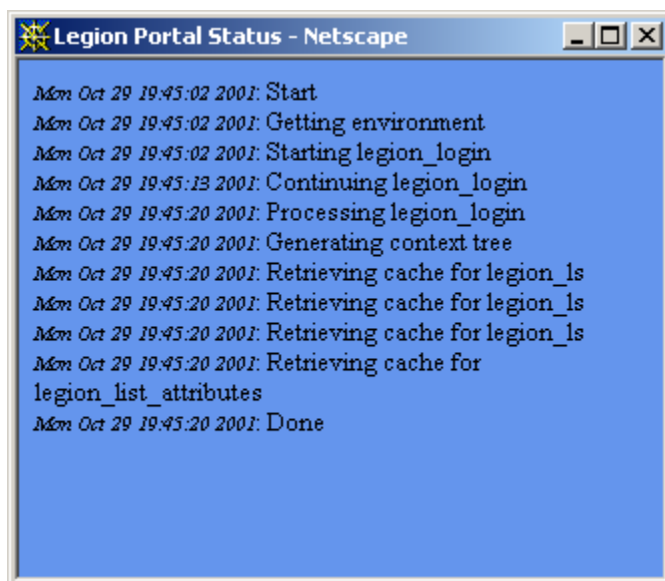 Legion Portal Status - Netscape
Mon Oct 29 19:45:02 2001: Start
Mon Oct 29 19:45:02 2001: Getting environment
Mon Oct 29 19:45:02 2001: Starting legion_login
Mon Oct 29 19:45:13 2001: Continuing legion_login
Mon Oct 29 19:45:20 2001: Processing legion_login
Mon Oct 29 19:45:20 2001: Generating context tree
Mon Oct 29 19:45:20 2001: Retrieving cache for legion_ls
Mon Oct 29 19:45:20 2001: Retrieving cache for legion_ls
Mon Oct 29 19:45:20 2001: Retrieving cache for legion_ls
Mon Oct 29 19:45:20 2001: Retrieving cache for
legion_list_attributes
Mon Oct 29 19:45:20 2001: Done